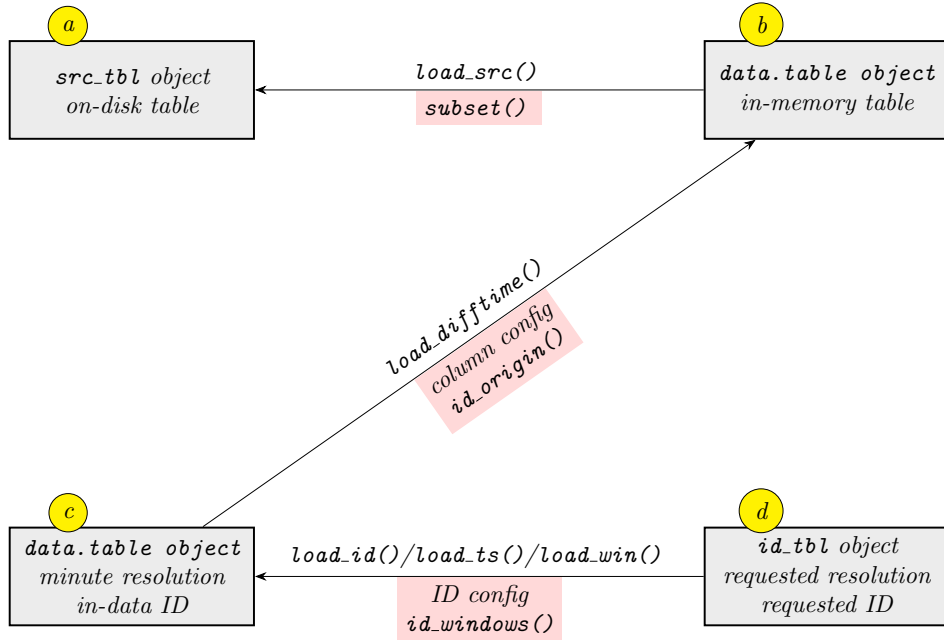 a
src_tbl object
on-disk table
load_src()
subset()
b
data.table object
in-memory table
load_difftime()
column config
id_origin()
c
data.table object
minute resolution
in-data ID
load_id()/load_ts()/load_win()
ID config
id_windows()
d
id_tbl object
requested resolution
requested ID